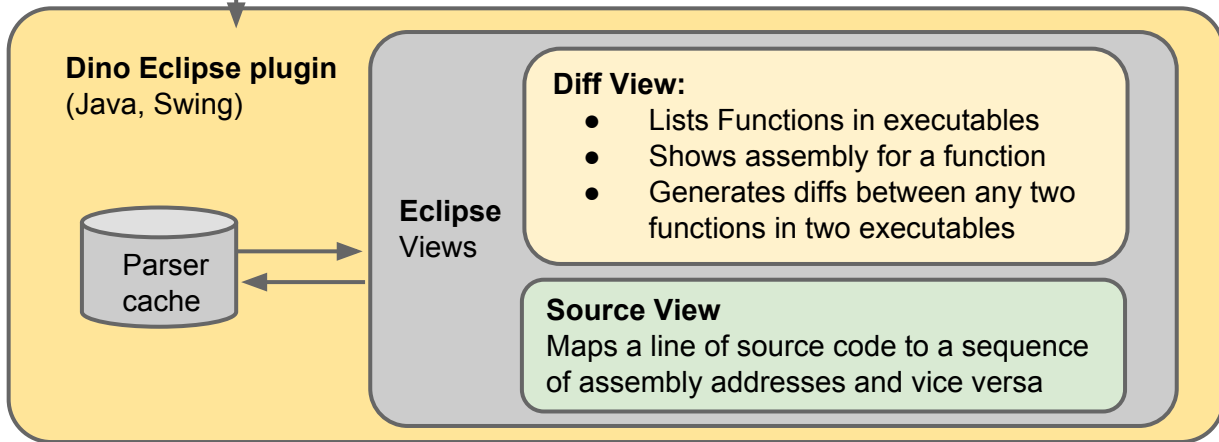 Dino Eclipse plugin
(Java, Swing)
Parser
cache
Eclipse
Views
Diff View:
● Lists Functions in executables
● Shows assembly for a function
● Generates diffs between any two
functions in two executables
Source View
Maps a line of source code to a sequence
of assembly addresses and vice versa